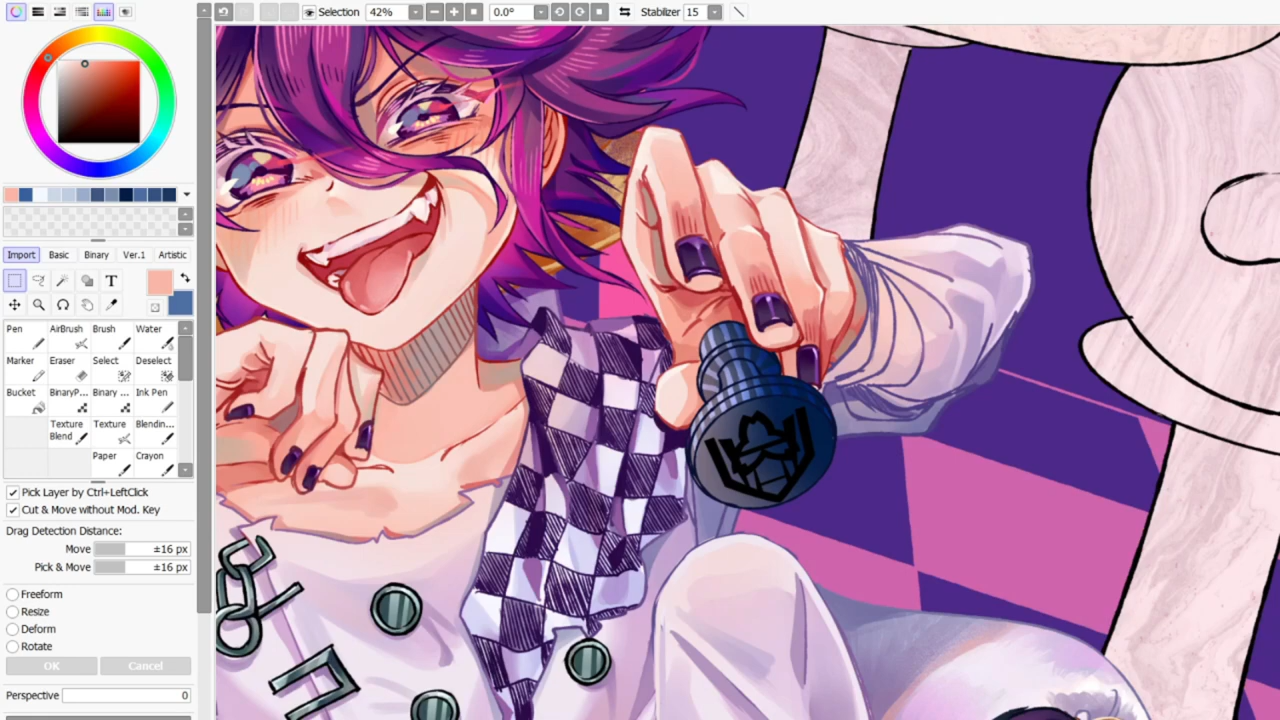 Selection 42% 0.0° Stabilizer 15
Import Basic Binary Ver.1 Artistic
T
Pen AirBrush Brush Water
Marker Eraser Select Deselect
Bucket BinaryP... Binary ... Ink Pen
Texture Blend Texture Blendin...
Paper Crayon
Pick Layer by Ctrl+LeftClick
Cut & Move without Mod. Key
Drag Detection Distance:
Move ±16 px
Pick & Move ±16 px
Freeform
Resize
Deform
Rotate
OK Cancel
Perspective 0